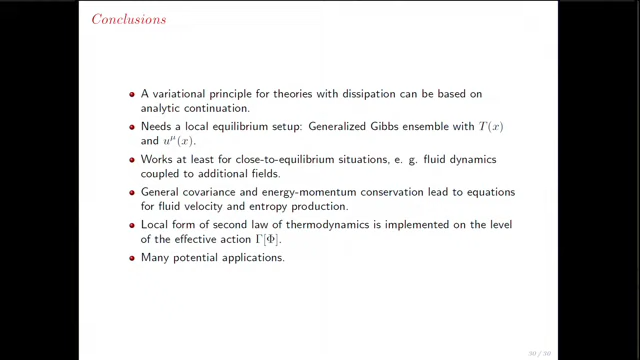 Conclusions
A variational principle for theories with dissipation can be based on
analytic continuation.
Needs a local equilibrium setup: Generalized Gibbs ensemble with T(x)
and u^μ(x).
Works at least for close-to-equilibrium situations, e. g. fluid dynamics
coupled to additional fields.
General covariance and energy-momentum conservation lead to equations
for fluid velocity and entropy production.
Local form of second law of thermodynamics is implemented on the level
of the effective action Γ[Φ].
Many potential applications.
30 / 30